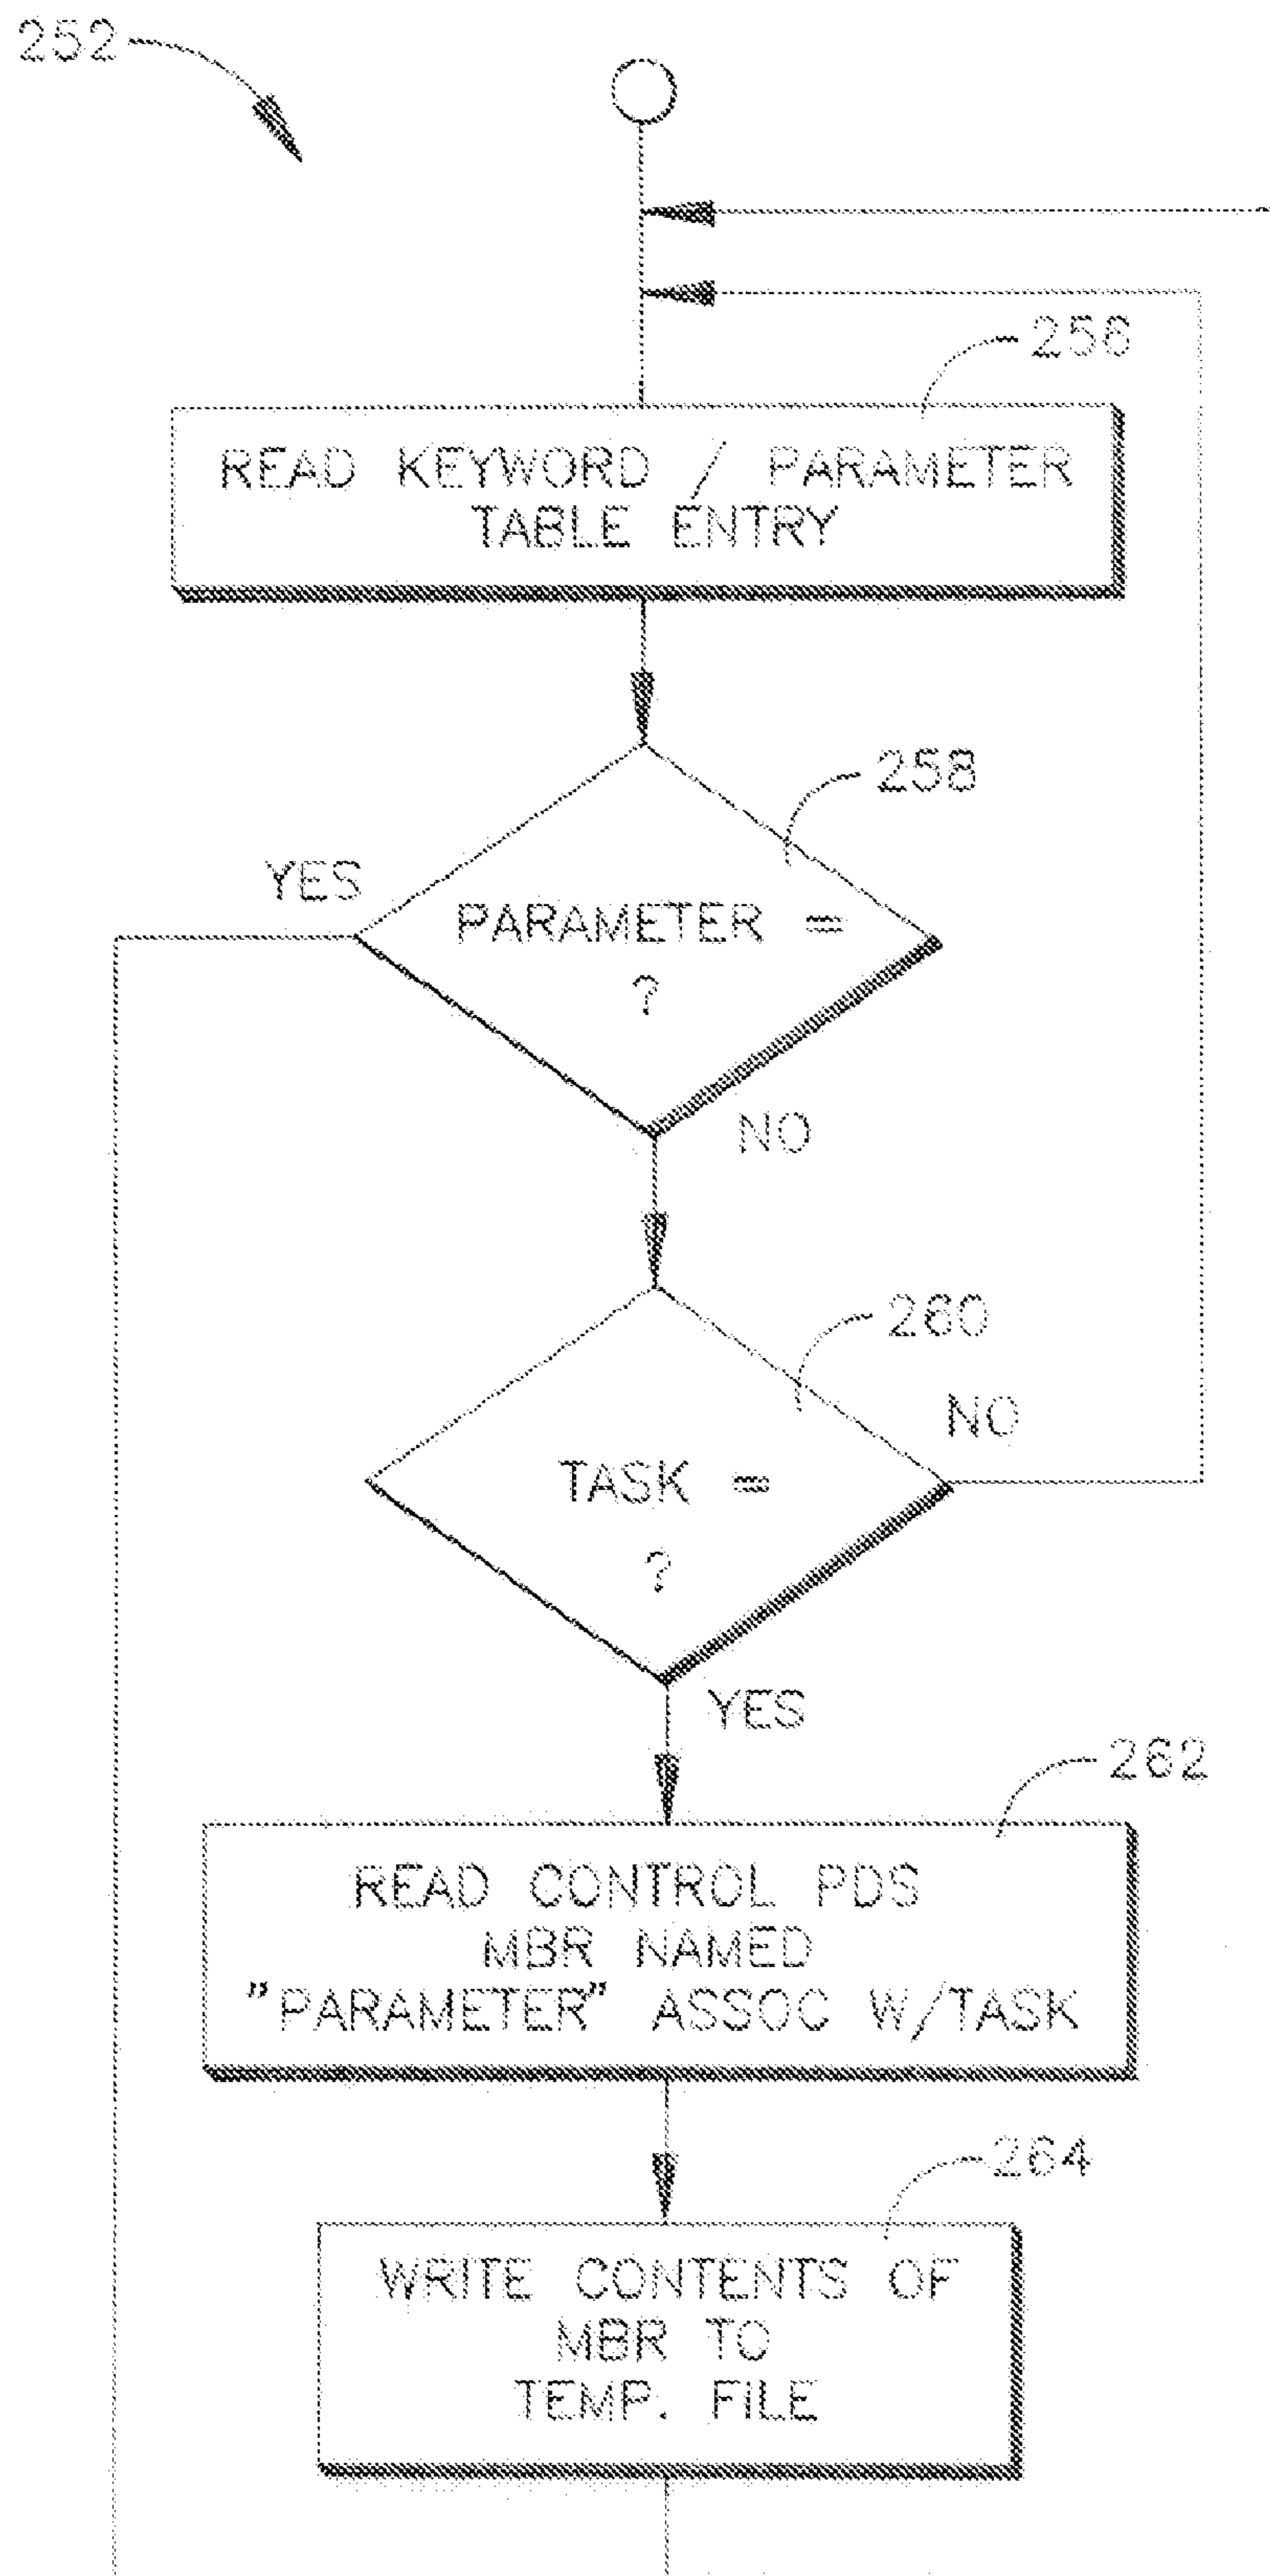 252
256
READ KEYWORD / PARAMETER
TABLE ENTRY
258
YES
PARAMETER =
?
NO
260
NO
TASK =
?
YES
262
READ CONTROL PDS
MBR NAMED
"PARAMETER" ASSOC W/TASK
264
WRITE CONTENTS OF
MBR TO
TEMP. FILE